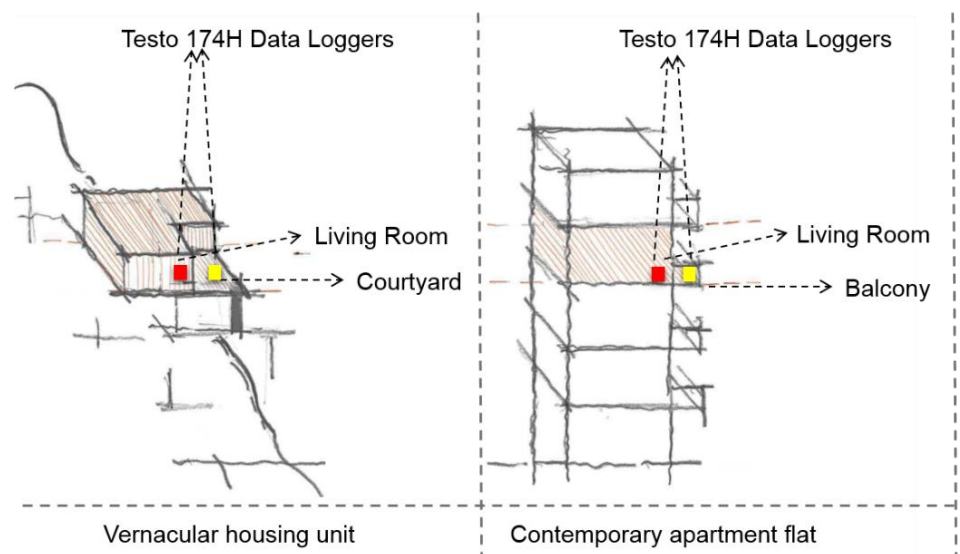 Testo 174H Data Loggers
Living Room
Courtyard
Vernacular housing unit
Testo 174H Data Loggers
Living Room
Balcony
Contemporary apartment flat